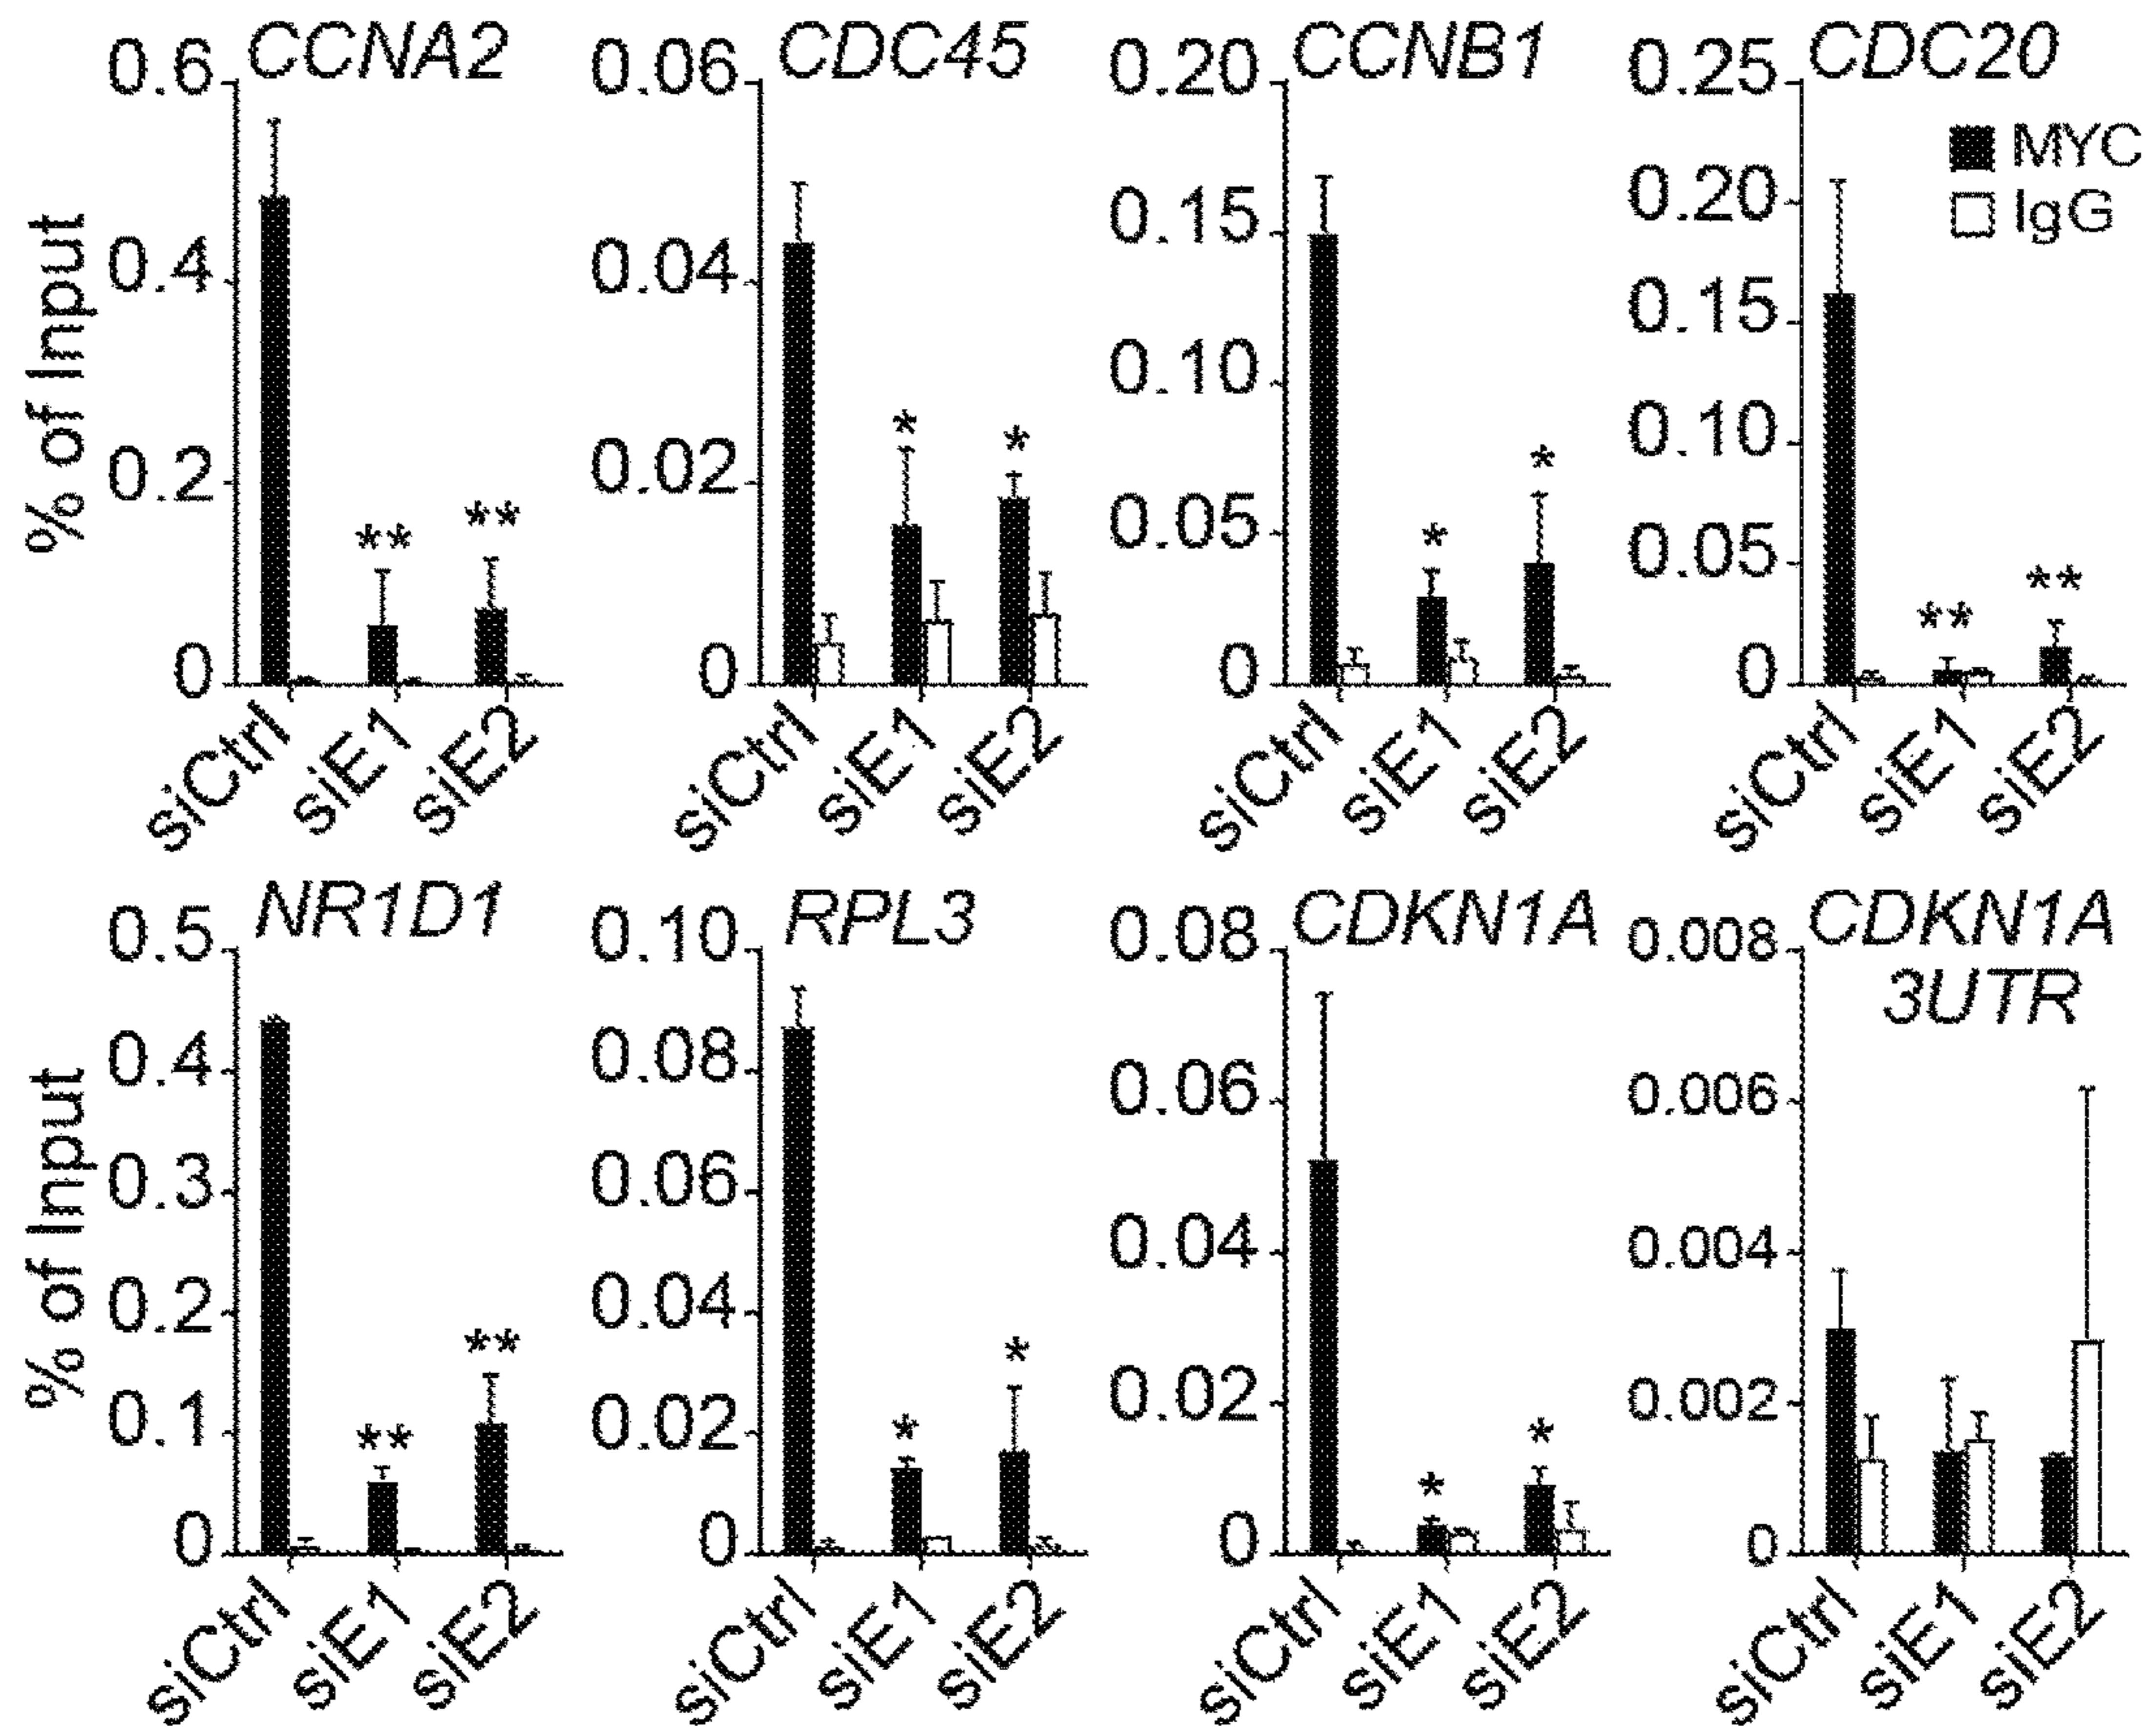 CCNA2
0.6
0.4
0.2
0
% of Input
**
**
siCtrl
siE1
siE2
CDC45
0.06
0.04
0.02
0
*
*
siCtrl
siE1
siE2
CCNB1
0.20
0.15
0.10
0.05
0
*
*
siCtrl
siE1
siE2
CDC20
0.25
0.20
0.15
0.10
0.05
0
MYC
IgG
**
**
siCtrl
siE1
siE2
NR1D1
0.5
0.4
0.3
0.2
0.1
0
% of Input
**
**
siCtrl
siE1
siE2
RPL3
0.10
0.08
0.06
0.04
0.02
0
*
*
siCtrl
siE1
siE2
CDKN1A
0.08
0.06
0.04
0.02
0
*
*
siCtrl
siE1
siE2
CDKN1A
3UTR
0.008
0.006
0.004
0.002
0
siCtrl
siE1
siE2